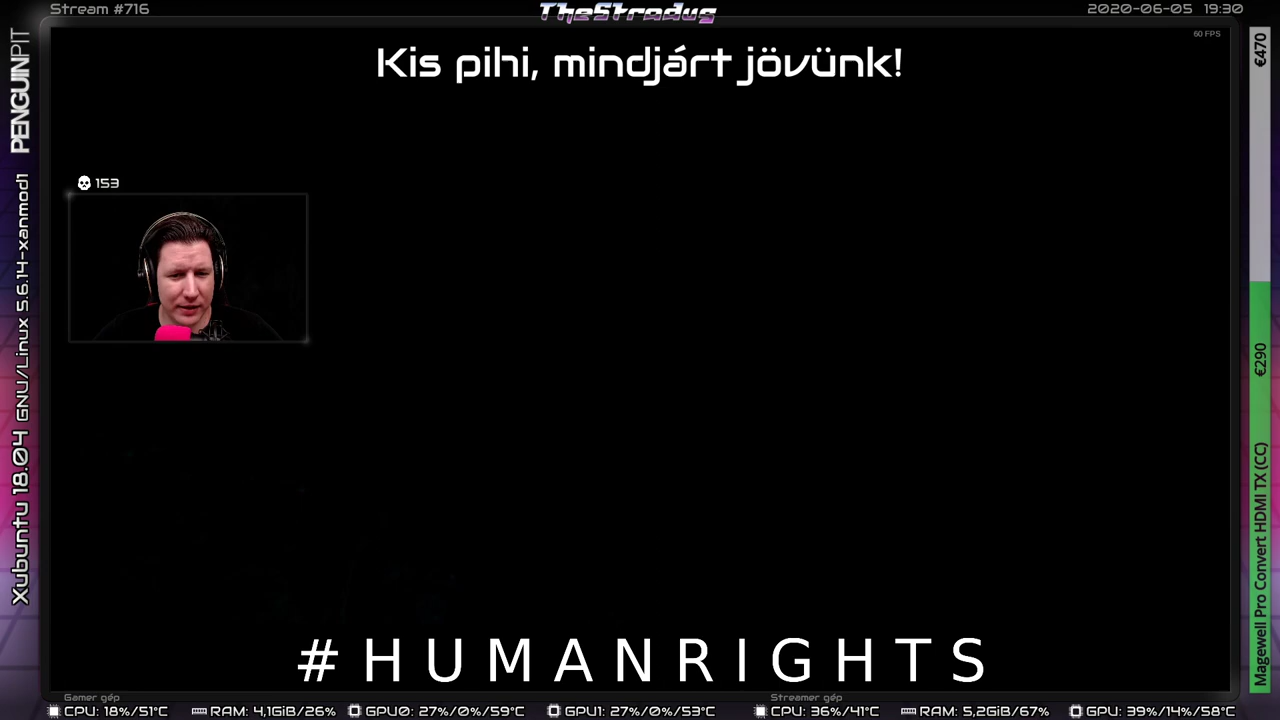 Stream #716
TheStradus
2020-06-05 19:30
60 FPS
Kis pihi, mindjárt jövünk!
PENGUINPIT
Xubuntu 18.04 GNU/Linux 5.6.14-xanmod1
153
€470
€290
Magewell Pro Convert HDMI TX (CC)
#HUMANRIGHTS
Gamer gép
CPU: 18%/51°C RAM: 4,1GiB/26% GPU0: 27%/0%/59°C GPU1: 27%/0%/53°C
Streamer gép
CPU: 36%/41°C RAM: 5,2GiB/67% GPU: 39%/14%/58°C